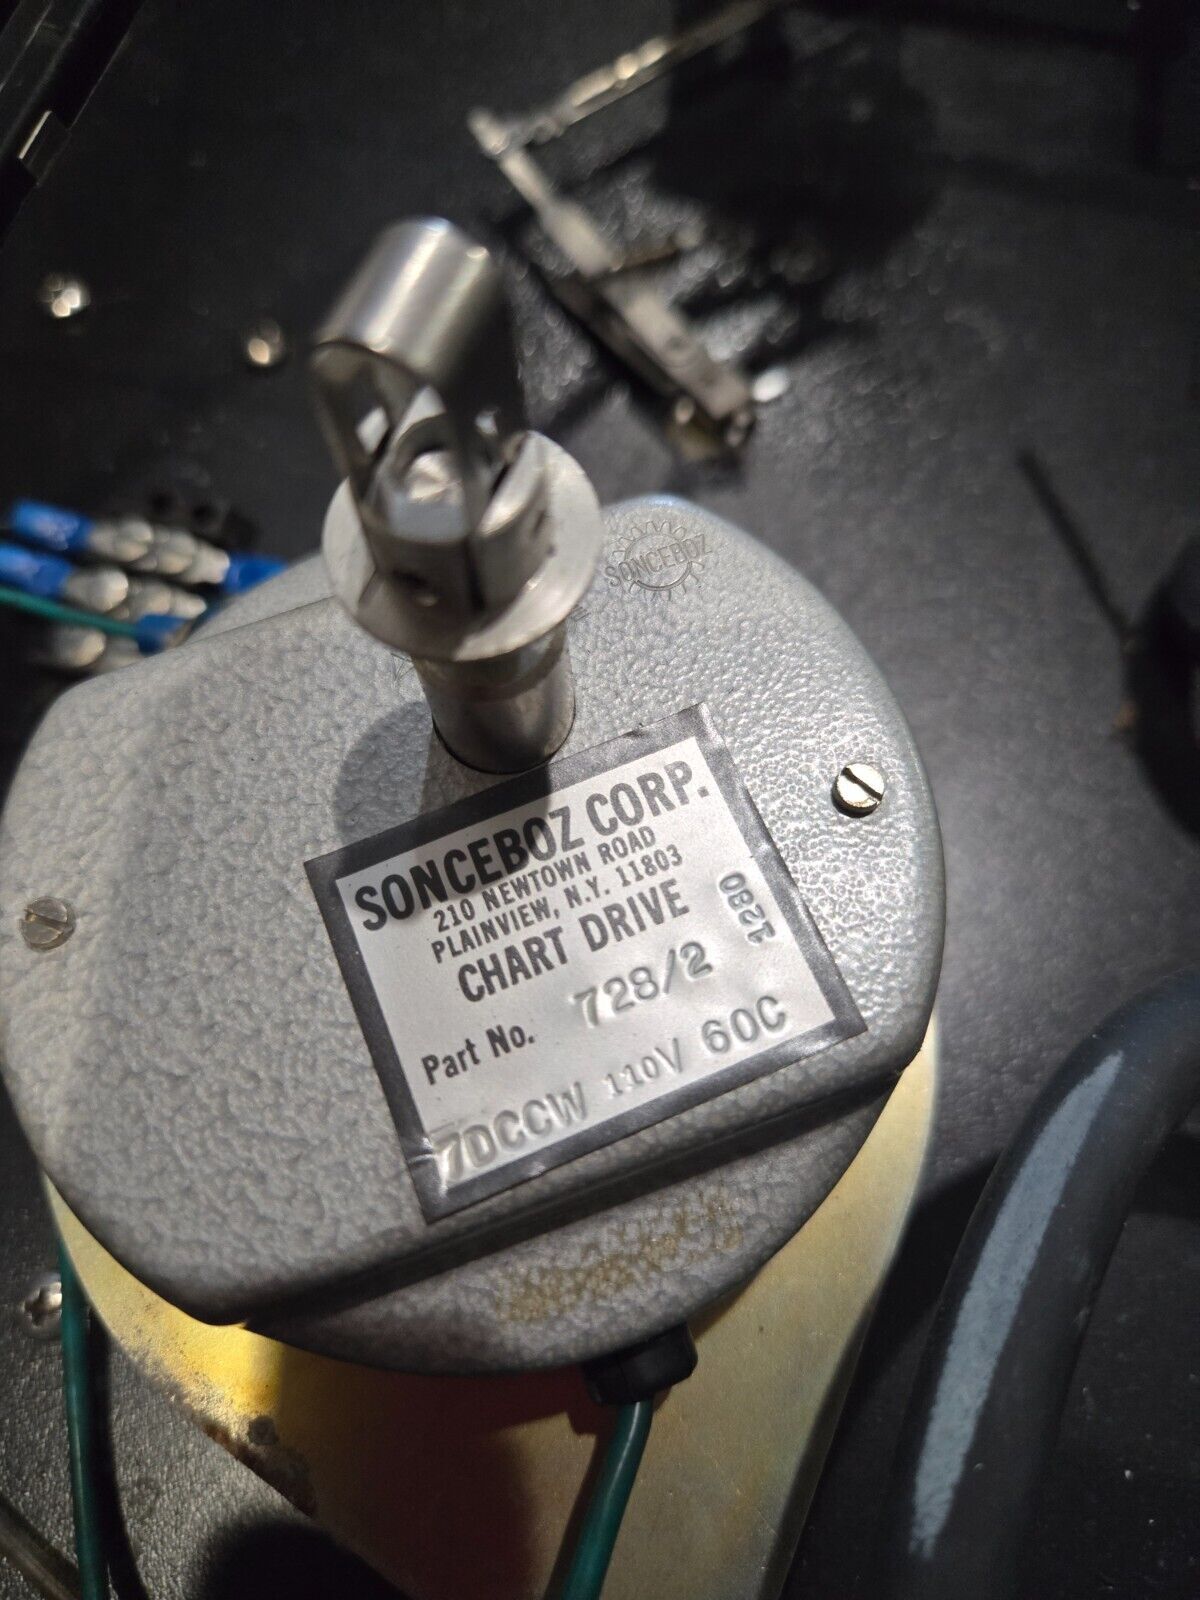 SONCEBOZ
SONCEBOZ CORP.
210 NEWTOWN ROAD
PLAINVIEW, N.Y. 11803
CHART DRIVE
1280
Part No. 728/2
7DCCW 110V 60C